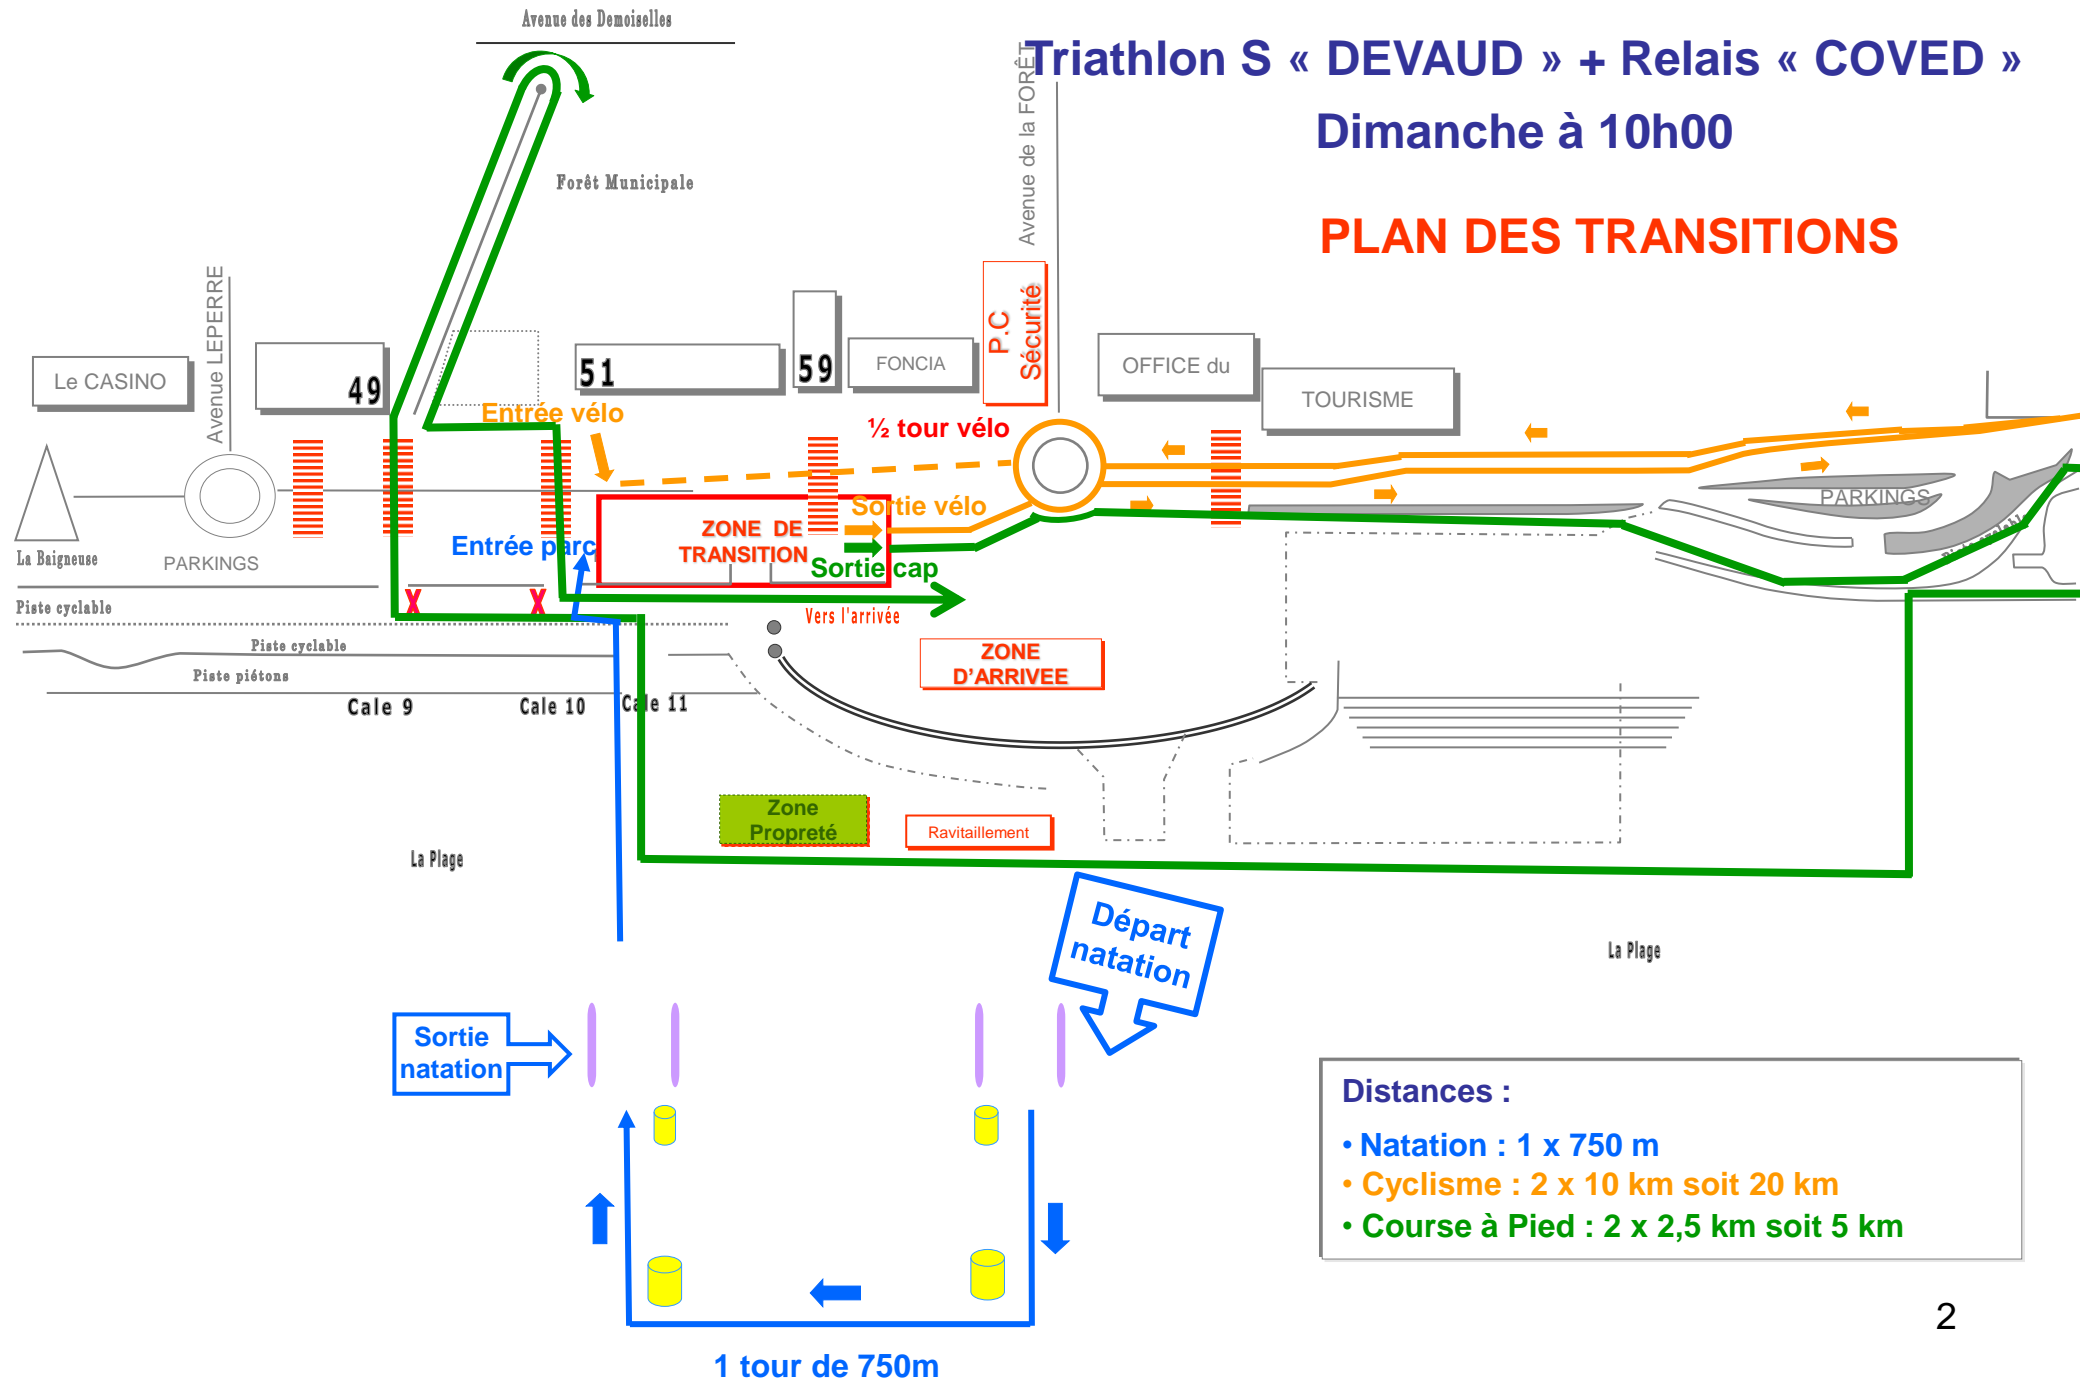 Avenue des Demoiselles
Triathlon S « DEVAUD » + Relais « COVED »
Dimanche à 10h00
PLAN DES TRANSITIONS
Forêt Municipale
Avenue de la FORÊT
Avenue LEPERRE
P.C
Sécurité
Le CASINO
49
51
59
FONCIA
OFFICE du
TOURISME
Entrée vélo
½ tour vélo
Sortie vélo
PARKINGS
Piste cyclable
ZONE DE
TRANSITION
Entrée parc
Sortie cap
La Baigneuse
PARKINGS
X
X
Piste cyclable
Vers l'arrivée
Piste cyclable
Piste piétons
ZONE
D'ARRIVEE
Cale 9
Cale 10
Cale 11
Zone
Propreté
Ravitaillement
La Plage
La Plage
Départ
natation
Sortie
natation
Distances :
• Natation : 1 x 750 m
• Cyclisme : 2 x 10 km soit 20 km
• Course à Pied : 2 x 2,5 km soit 5 km
2
1 tour de 750m